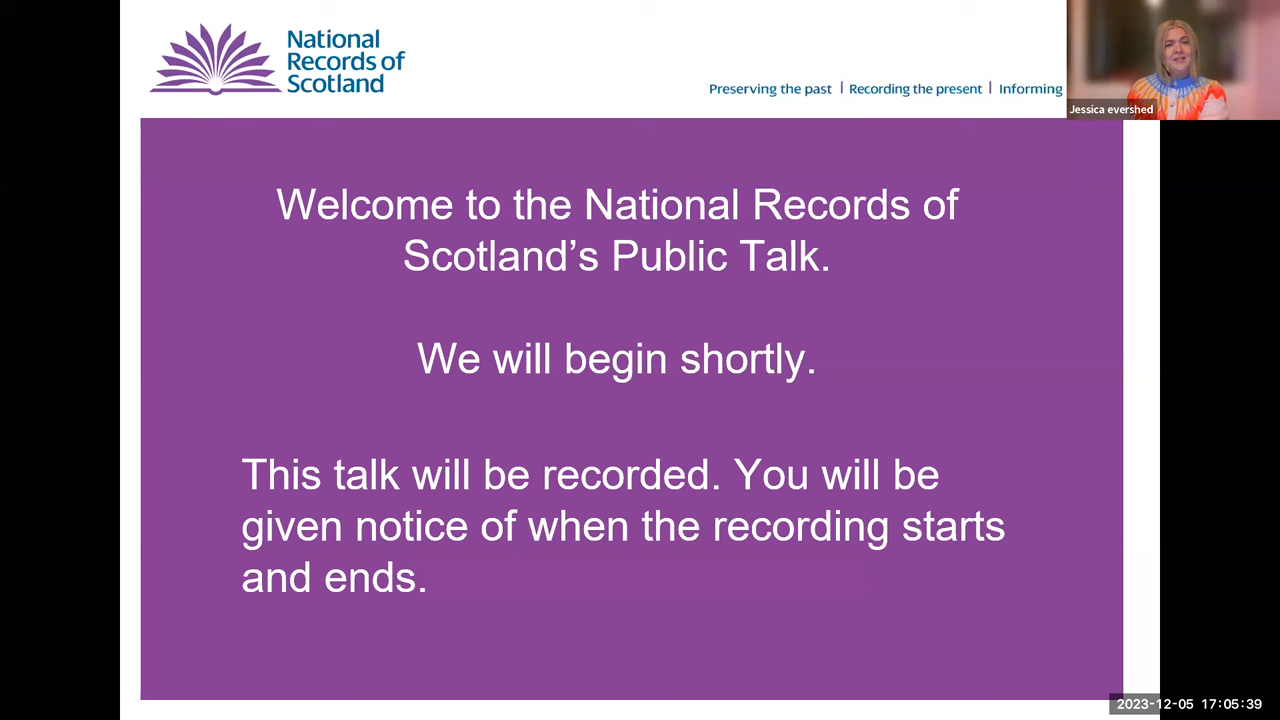 National
Records of
Scotland
Preserving the past | Recording the present | Informing
Jessica evershed
Welcome to the National Records of
Scotland’s Public Talk.
We will begin shortly.
This talk will be recorded. You will be
given notice of when the recording starts
and ends.
2023-12-05 17:05:39